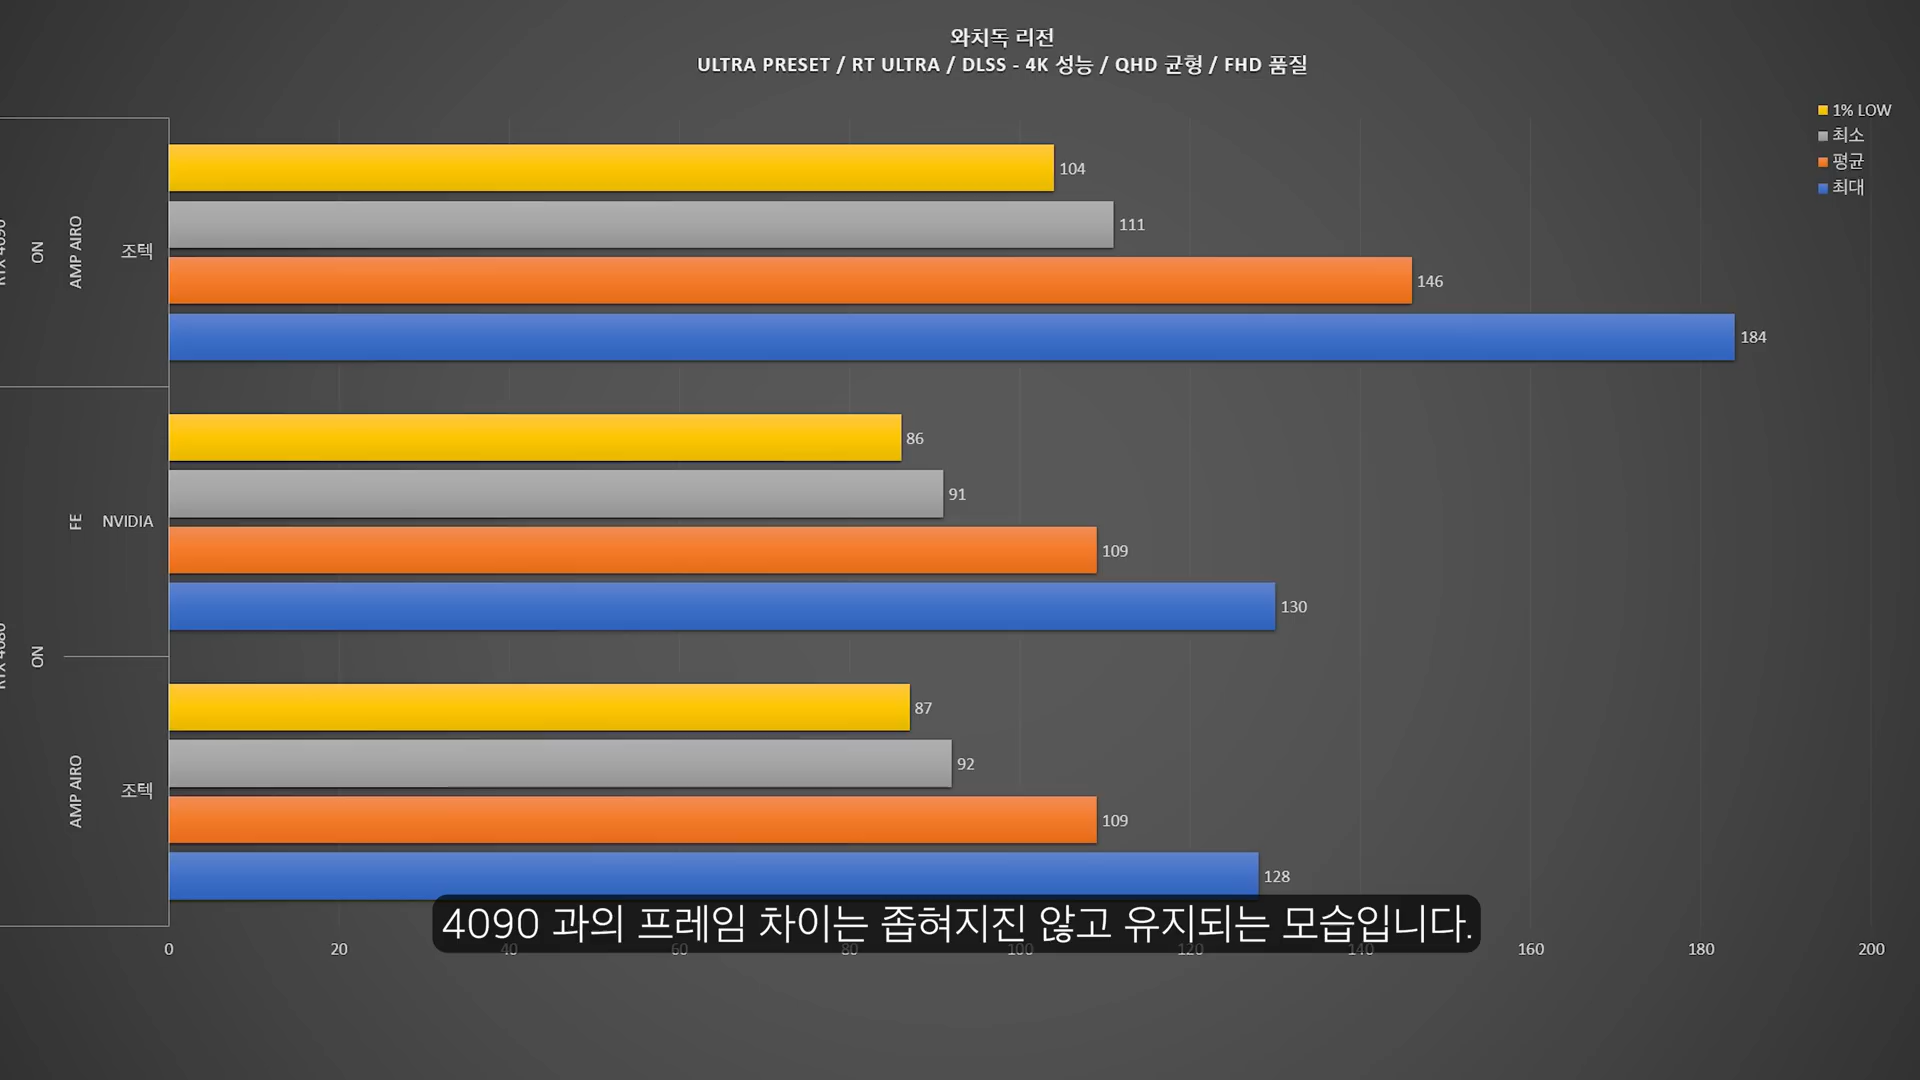 와치독 리전
ULTRA PRESET / RT ULTRA / DLSS - 4K 성능 / QHD 균형 / FHD 품질
1% LOW
최소
평균
최대
RTX 4090
ON
AMP AIRO
조텍
104
111
146
184
RTX 4080
ON
FE
NVIDIA
86
91
109
130
AMP AIRO
조텍
87
92
109
128
4090 과의 프레임 차이는 좁혀지진 않고 유지되는 모습입니다.
0 20 40 60 80 100 120 140 160 180 200